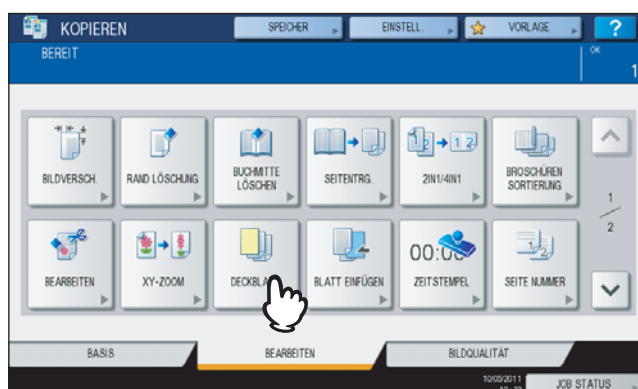 KOPIEREN SPEICHER EINSTELL. VORLAGE ?
BEREIT OK
1
BILDVERSCH. RAND LÖSCHUNG BUCHMITTE LÖSCHEN SEITENTRG. 2IN1/4IN1 BROSCHÜREN SORTIERUNG
1
2
BEARBEITEN XY-ZOOM BLATT EINFÜGEN 00:00 ZEITSTEMPEL SEITE NUMMER
BASIS BEARBEITEN BILDQUALITÄT
10/05/2011 JOB STATUS